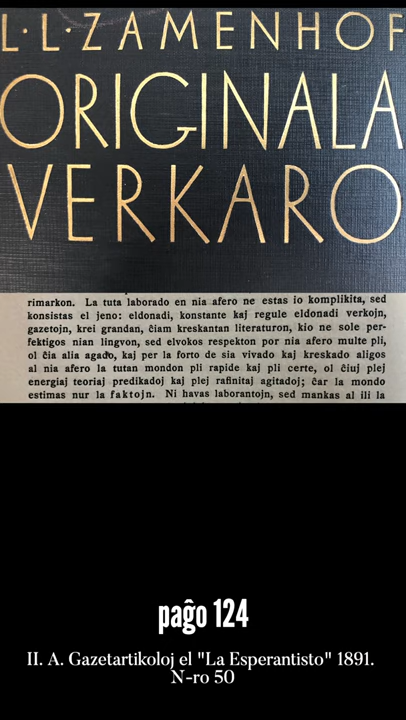 L·L·ZAMENHOF
ORIGINALA
VERKARO
rimarkon. La tuta laborado en nia afero ne estas io komplikita, sed
konsistas el jeno: eldonadi, konstante kaj regule eldonadi verkojn,
gazetojn, krei grandan, ĉiam kreskantan literaturon, kio ne sole per-
fektigos nian lingvon, sed elvokos respekton por nia afero multe pli,
ol ĉia alia agado, kaj per la forto de sia vivado kaj kreskado aligos
al nia afero la tutan mondon pli rapide kaj pli certe, ol ĉiuj plej
energiaj teoriaj predikadoj kaj plej rafinitaj agitadoj; ĉar la mondo
estimas nur la faktojn. Ni havas laborantojn, sed mankas al ili la
paĝo 124
II. A. Gazetartikoloj el "La Esperantisto" 1891.
N-ro 50